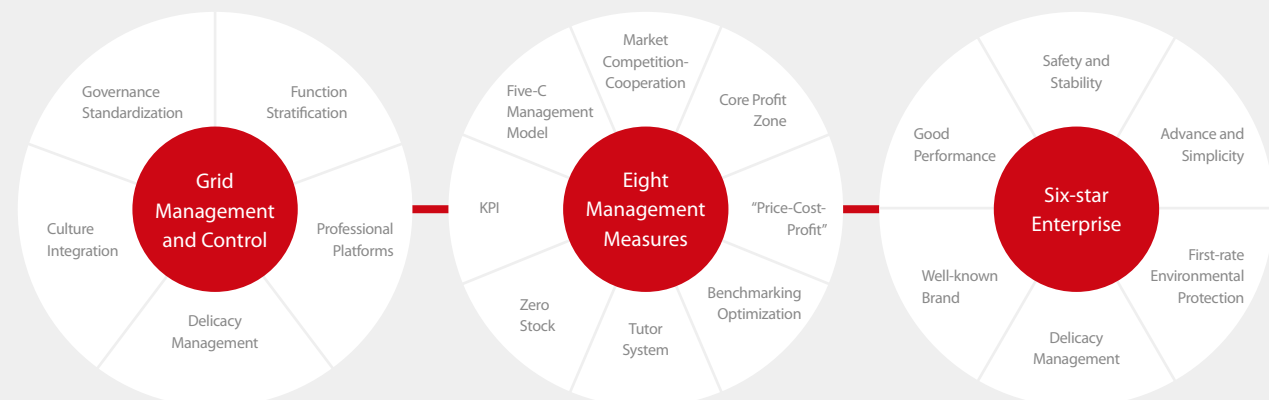 Governance
Standardization
Function
Stratification
Culture
Integration
Grid
Management
and Control
Professional
Platforms
Delicacy
Management
Market
Competition-
Cooperation
Five-C
Management
Model
Core Profit
Zone
KPI
Eight
Management
Measures
“Price-Cost-
Profit”
Zero
Stock
Tutor
System
Benchmarking
Optimization
Safety and
Stability
Good
Performance
Advance and
Simplicity
Six-star
Enterprise
Well-known
Brand
First-rate
Environmental
Protection
Delicacy
Management